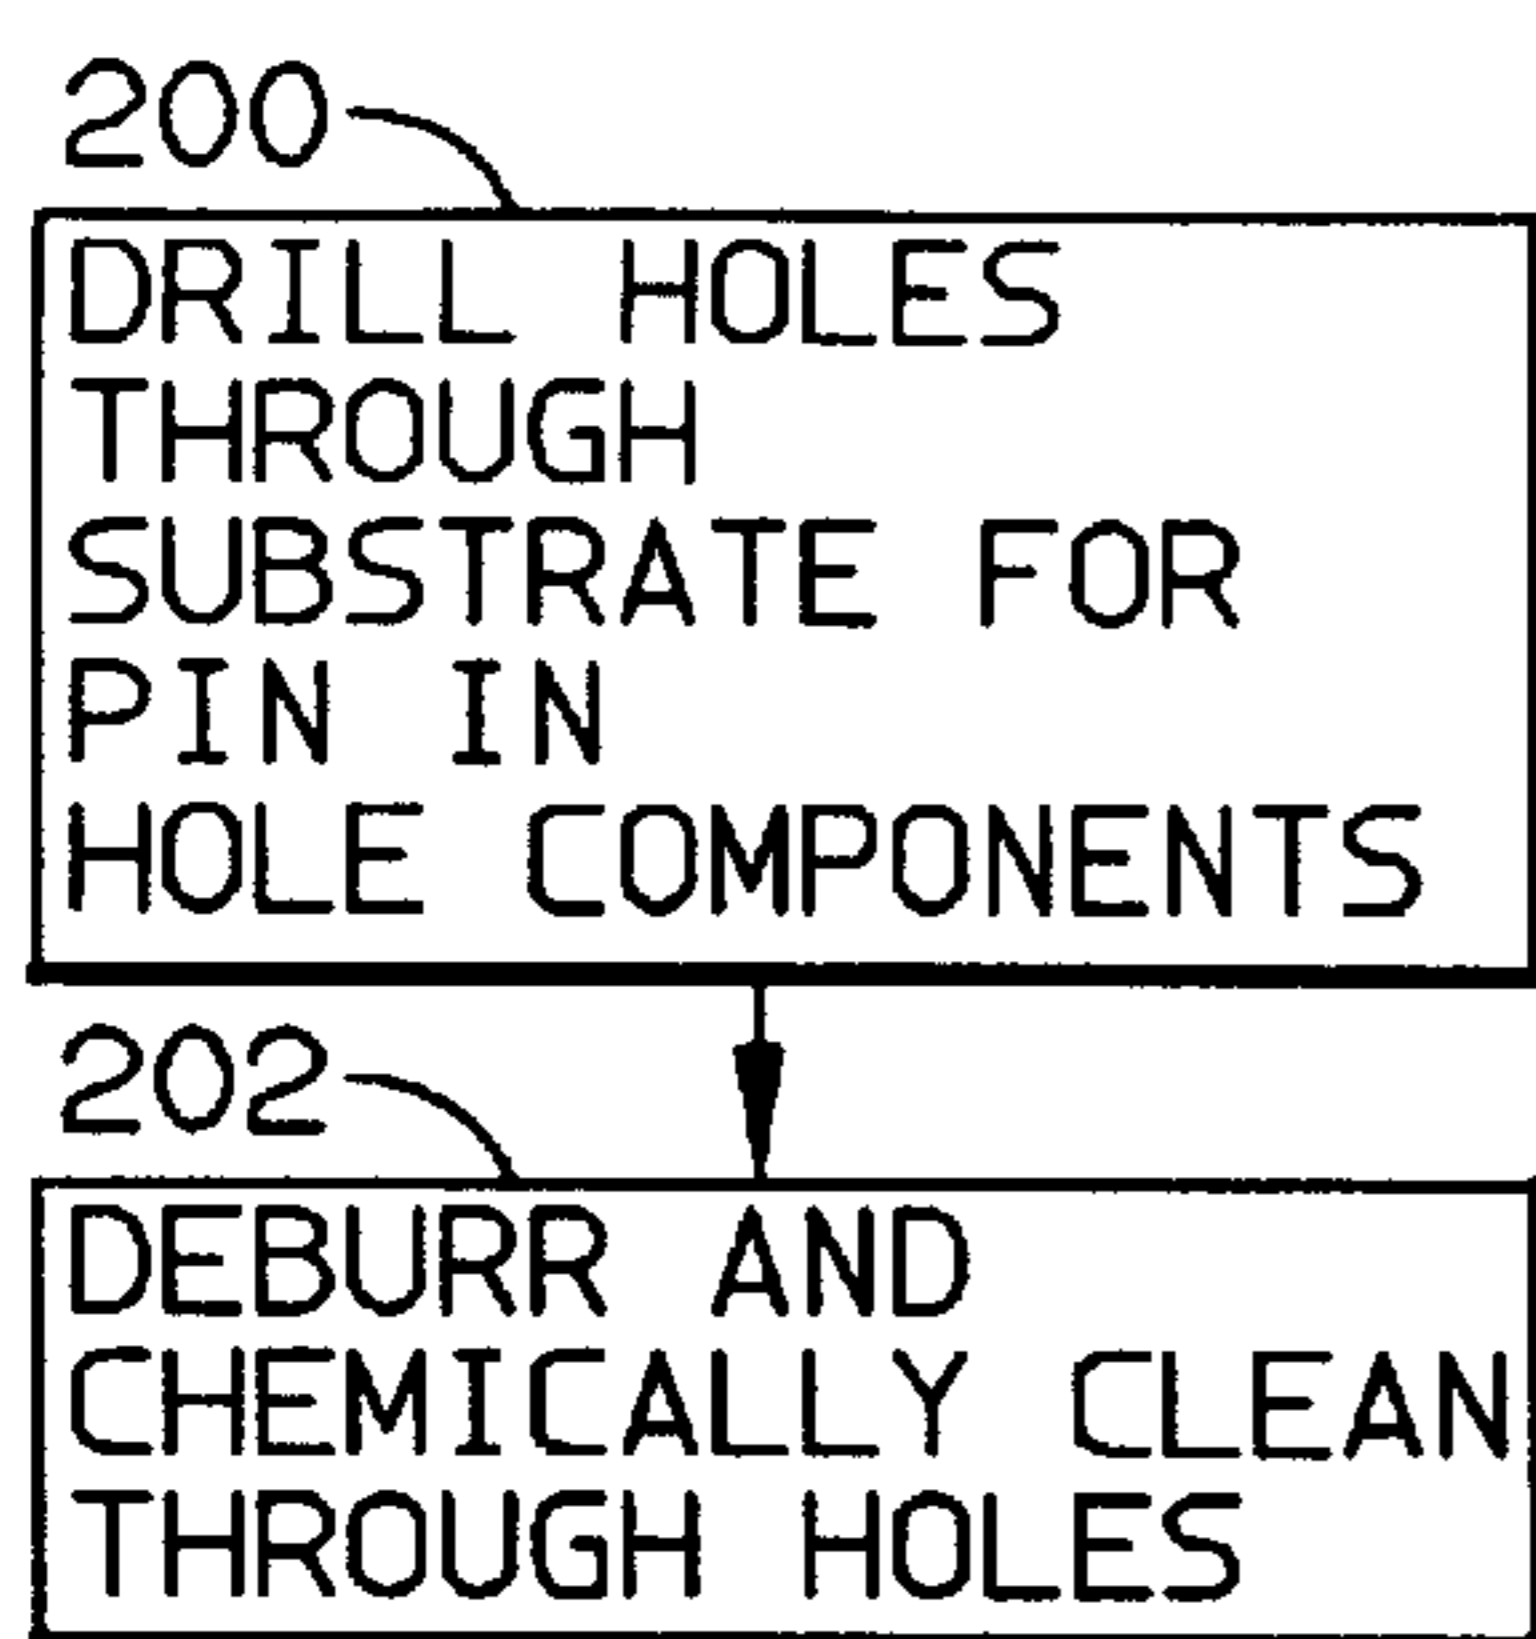 200
DRILL HOLES
THROUGH
SUBSTRATE FOR
PIN IN
HOLE COMPONENTS
202
DEBURR AND
CHEMICALLY CLEAN
THROUGH HOLES